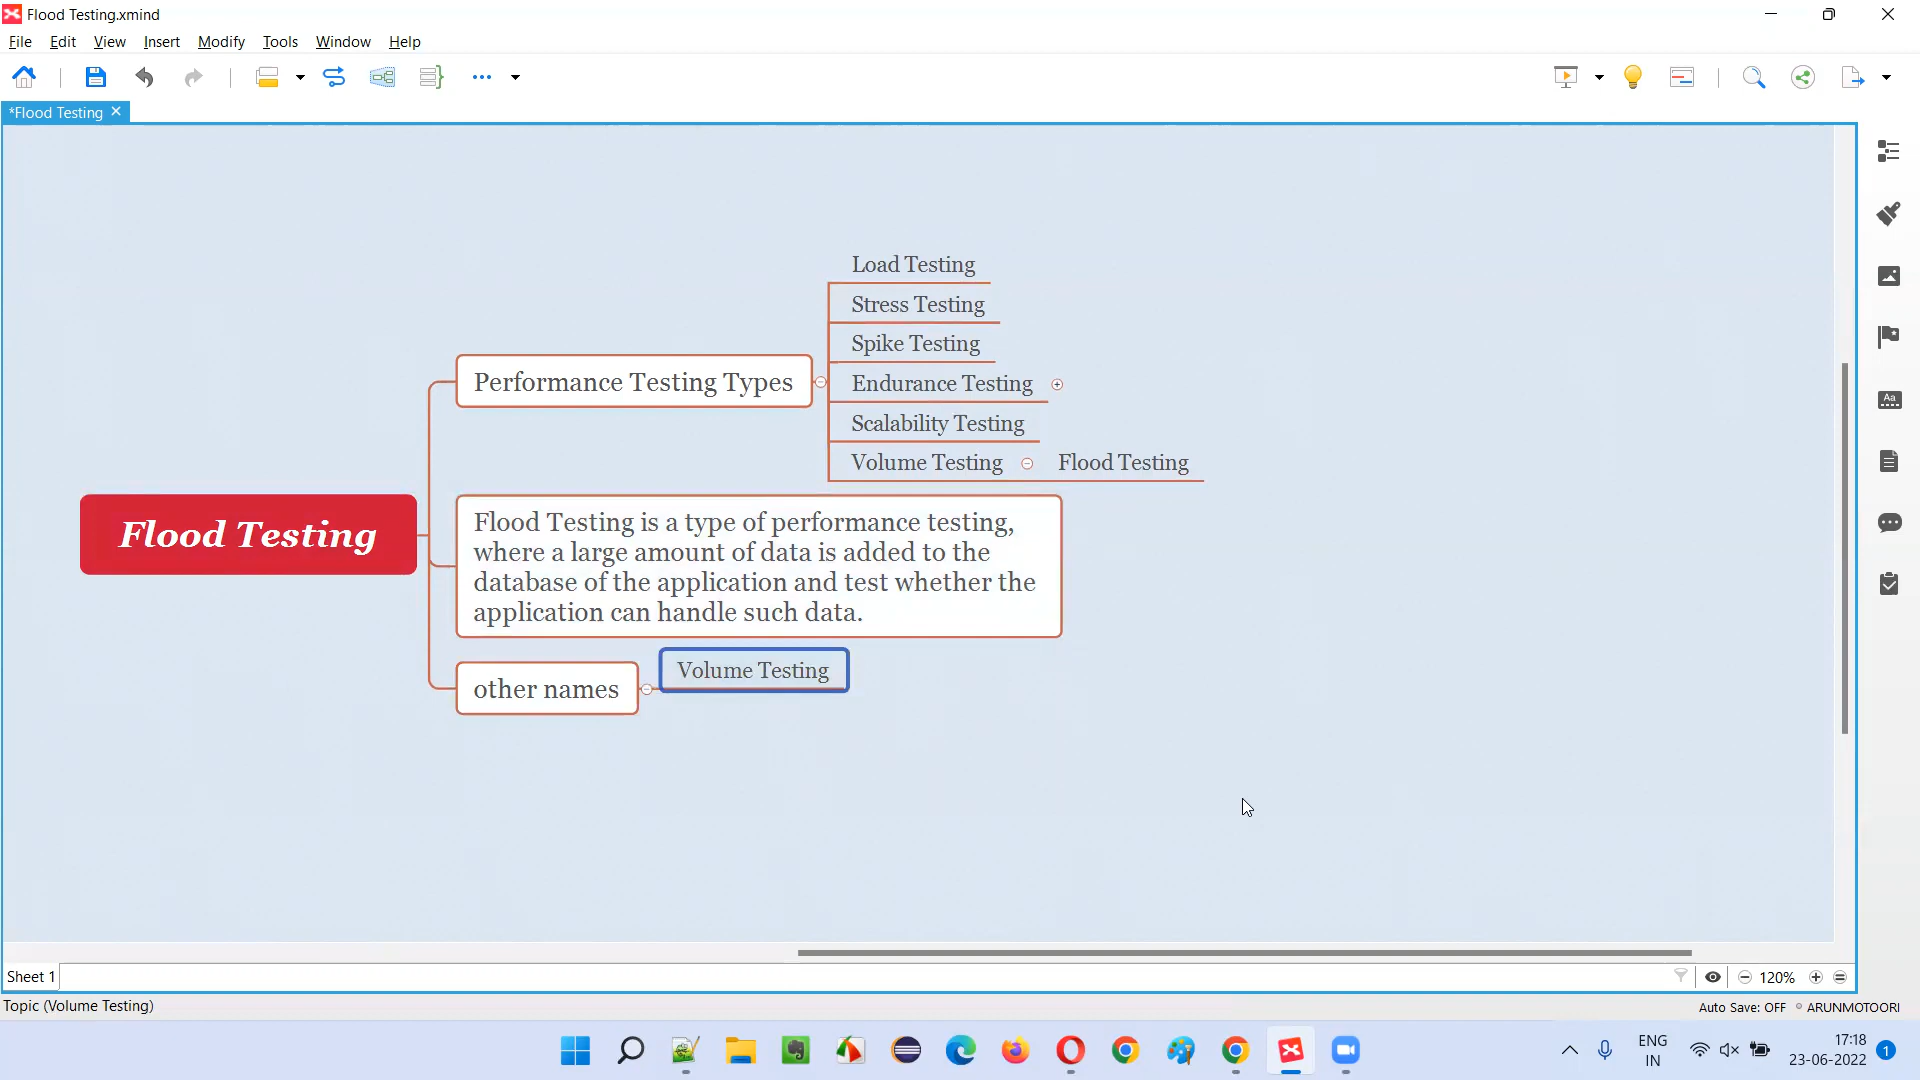 Flood Testing.xmind
File Edit View Insert Modify Tools Window Help
*Flood Testing
Load Testing
Stress Testing
Spike Testing
Performance Testing Types
Endurance Testing
Scalability Testing
Volume Testing
Flood Testing
Flood Testing
Flood Testing is a type of performance testing,
where a large amount of data is added to the
database of the application and test whether the
application can handle such data.
other names
Volume Testing
Sheet 1
120%
Topic (Volume Testing)
Auto Save: OFF
ARUNMOTOORI
Aa
ENG
IN
17:18
23-06-2022
1